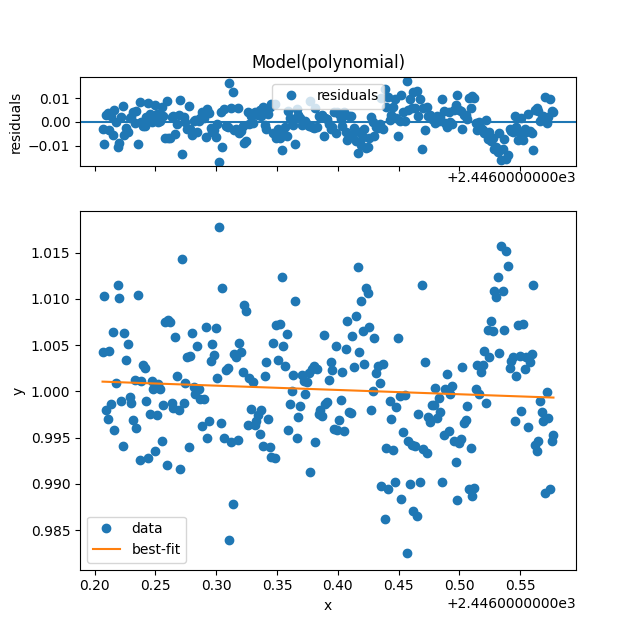 Model(polynomial)
residuals
0.01
0.00
−0.01
residuals
+2.4460000000e3
y
1.015
1.010
1.005
1.000
0.995
0.990
0.985
data
best-fit
0.20 0.25 0.30 0.35 0.40 0.45 0.50 0.55
x
+2.4460000000e3